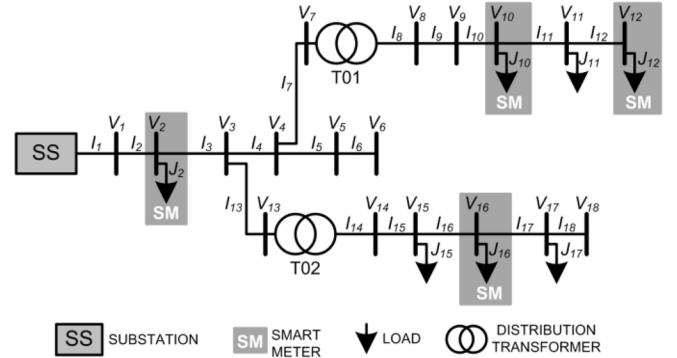 V7 V8 V9 V10 V11 V12
I8 I9 I10 I11 I12
J10 J11 J12
T01
I7
SM SM
V1 V2 V3 V4 V5 V6
SS I1 I2 I3 I4 I5 I6
J2
SM
I13 V13 V14 V15 V16 V17 V18
I14 I15 I16 I17 I18
J15 J16 J17
T02
SM
SS SUBSTATION
SM SMART
METER
LOAD
DISTRIBUTION
TRANSFORMER